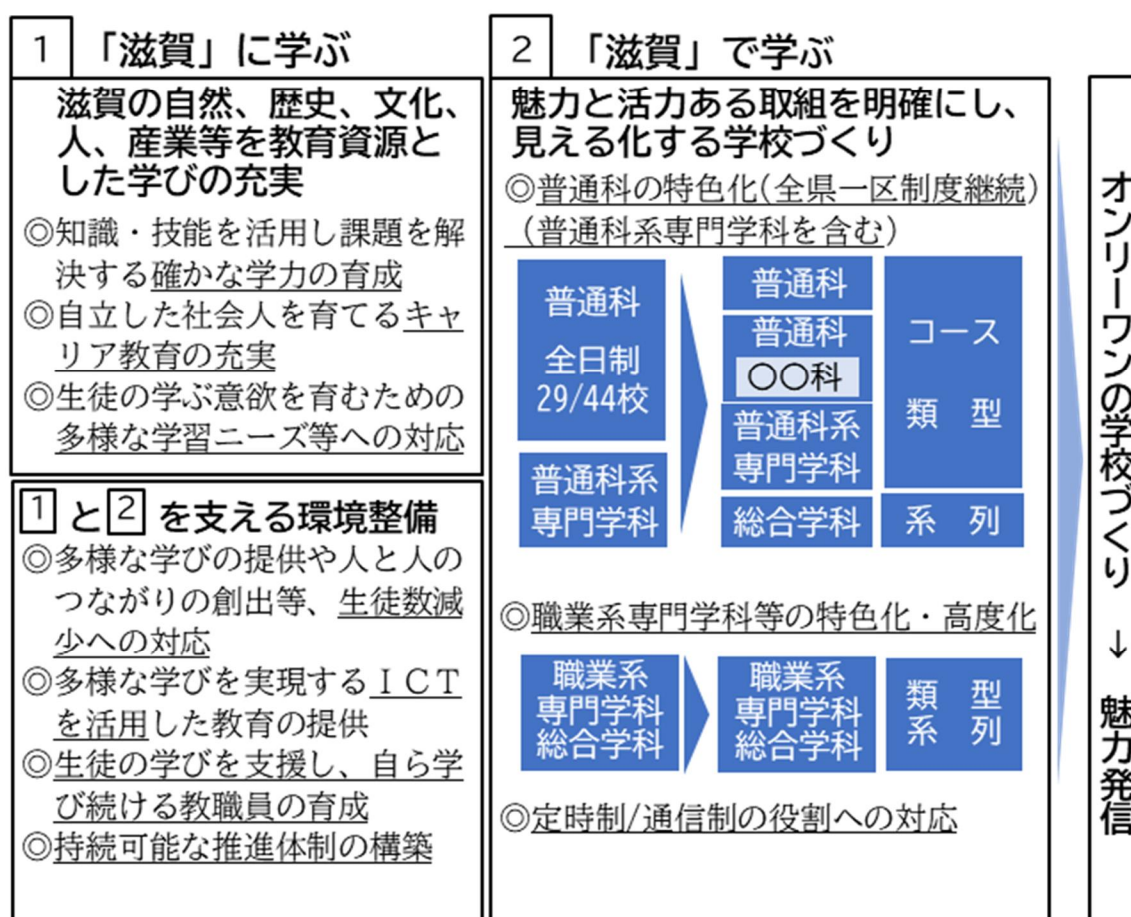 1 「滋賀」に学ぶ
滋賀の自然、歴史、文化、
人、産業等を教育資源と
した学びの充実
◎知識・技能を活用し課題を解
決する確かな学力の育成
◎自立した社会人を育てるキャ
リア教育の充実
◎生徒の学ぶ意欲を育むための
多様な学習ニーズ等への対応
1 と 2 を支える環境整備
◎多様な学びの提供や人と人の
つながりの創出等、生徒数減
少への対応
◎多様な学びを実現するＩＣＴ
を活用した教育の提供
◎生徒の学びを支援し、自ら学
び続ける教職員の育成
◎持続可能な推進体制の構築
2 「滋賀」で学ぶ
魅力と活力ある取組を明確にし、
見える化する学校づくり
◎普通科の特色化(全県一区制度継続)
（普通科系専門学科を含む）
普通科
全日制
29/44校
普通科系
専門学科
普通科
普通科
〇〇科
普通科系
専門学科
総合学科
コース
類 型
系 列
◎職業系専門学科等の特色化・高度化
職業系
専門学科
総合学科
職業系
専門学科
総合学科
類 型
系 列
◎定時制/通信制の役割への対応
オンリーワンの学校づくり → 魅力発信